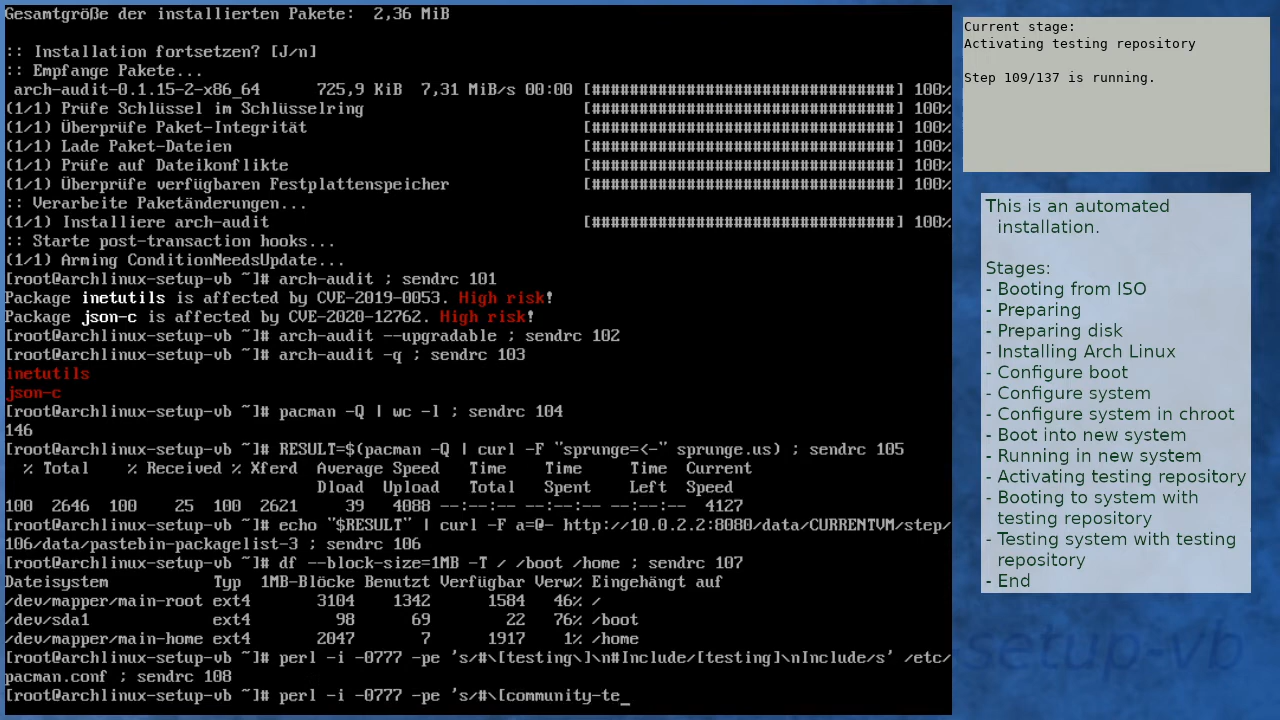 Gesamtgröße der installierten Pakete:  2,36 MiB

:: Installation fortsetzen? [J/n]
:: Empfange Pakete...
 arch-audit-0.1.15-2-x86_64      725,9 KiB  7,31 MiB/s 00:00 [################################] 100%
(1/1) Prüfe Schlüssel im Schlüsselring                       [################################] 100%
(1/1) Überprüfe Paket-Integrität                             [################################] 100%
(1/1) Lade Paket-Dateien                                     [################################] 100%
(1/1) Prüfe auf Dateikonflikte                               [################################] 100%
(1/1) Überprüfe verfügbaren Festplattenspeicher              [################################] 100%
:: Verarbeite Paketänderungen...
(1/1) Installiere arch-audit                                 [################################] 100%
:: Starte post-transaction hooks...
(1/1) Arming ConditionNeedsUpdate...
[root@archlinux-setup-vb ~]# arch-audit ; sendrc 101
Package inetutils is affected by CVE-2019-0053. High risk!
Package json-c is affected by CVE-2020-12762. High risk!
[root@archlinux-setup-vb ~]# arch-audit --upgradable ; sendrc 102
[root@archlinux-setup-vb ~]# arch-audit -q ; sendrc 103
inetutils
json-c
[root@archlinux-setup-vb ~]# pacman -Q | wc -l ; sendrc 104
146
[root@archlinux-setup-vb ~]# RESULT=$(pacman -Q | curl -F "sprunge=<-" sprunge.us) ; sendrc 105
  % Total    % Received % Xferd  Average Speed   Time    Time     Time  Current
                                 Dload  Upload   Total   Spent    Left  Speed
100  2646  100    25  100  2621     39   4088 --:--:-- --:--:-- --:--:--  4127
[root@archlinux-setup-vb ~]# echo "$RESULT" | curl -F a=@- http://10.0.2.2:8080/data/CURRENTVM/step/
106/data/pastebin-packagelist-3 ; sendrc 106
[root@archlinux-setup-vb ~]# df --block-size=1MB -T / /boot /home ; sendrc 107
Dateisystem           Typ  1MB-Blöcke Benutzt Verfügbar Verw% Eingehängt auf
/dev/mapper/main-root ext4       3104    1342      1584   46% /
/dev/sda1             ext4         98      69        22   76% /boot
/dev/mapper/main-home ext4       2047       7      1917    1% /home
[root@archlinux-setup-vb ~]# perl -i -0777 -pe 's/#\[testing\]\n#Include/[testing]\nInclude/s' /etc/
pacman.conf ; sendrc 108
[root@archlinux-setup-vb ~]# perl -i -0777 -pe 's/#\[community-te_
Current stage:
Activating testing repository

Step 109/137 is running.
This is an automated
installation.

Stages:
- Booting from ISO
- Preparing
- Preparing disk
- Installing Arch Linux
- Configure boot
- Configure system
- Configure system in chroot
- Boot into new system
- Running in new system
- Activating testing repository
- Booting to system with
testing repository
- Testing system with testing
repository
- End
setup-vb